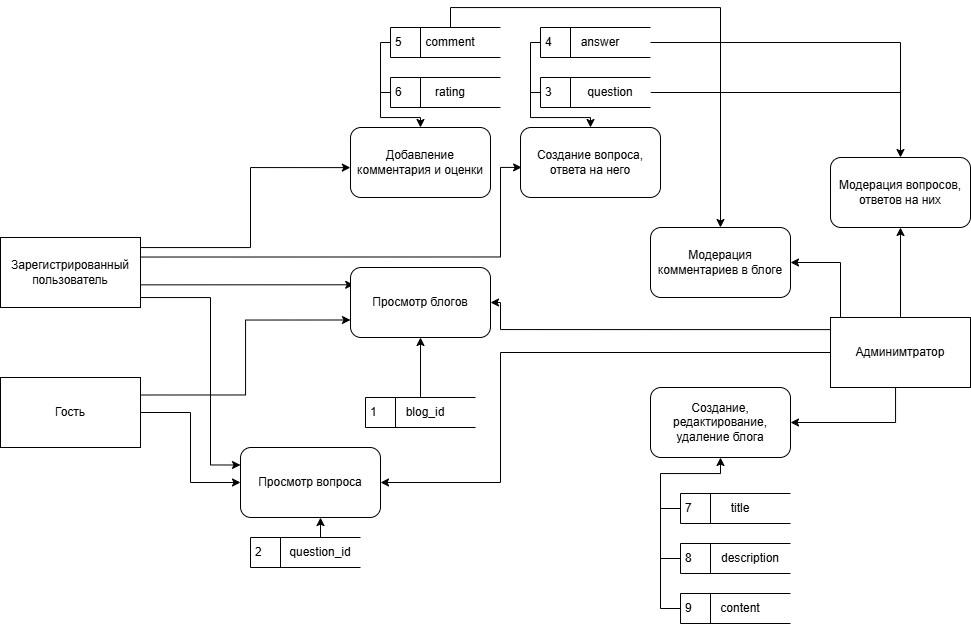 5 comment
4 answer
6 rating
3 question
Добавление
комментария и оценки
Создание вопроса,
ответа на него
Модерация вопросов,
ответов на них
Зарегистрированный
пользователь
Модерация
комментариев в блоге
Просмотр блогов
Админимтратор
Гость
1 blog_id
Создание,
редактирование,
удаление блога
Просмотр вопроса
7 title
2 question_id
8 description
9 content